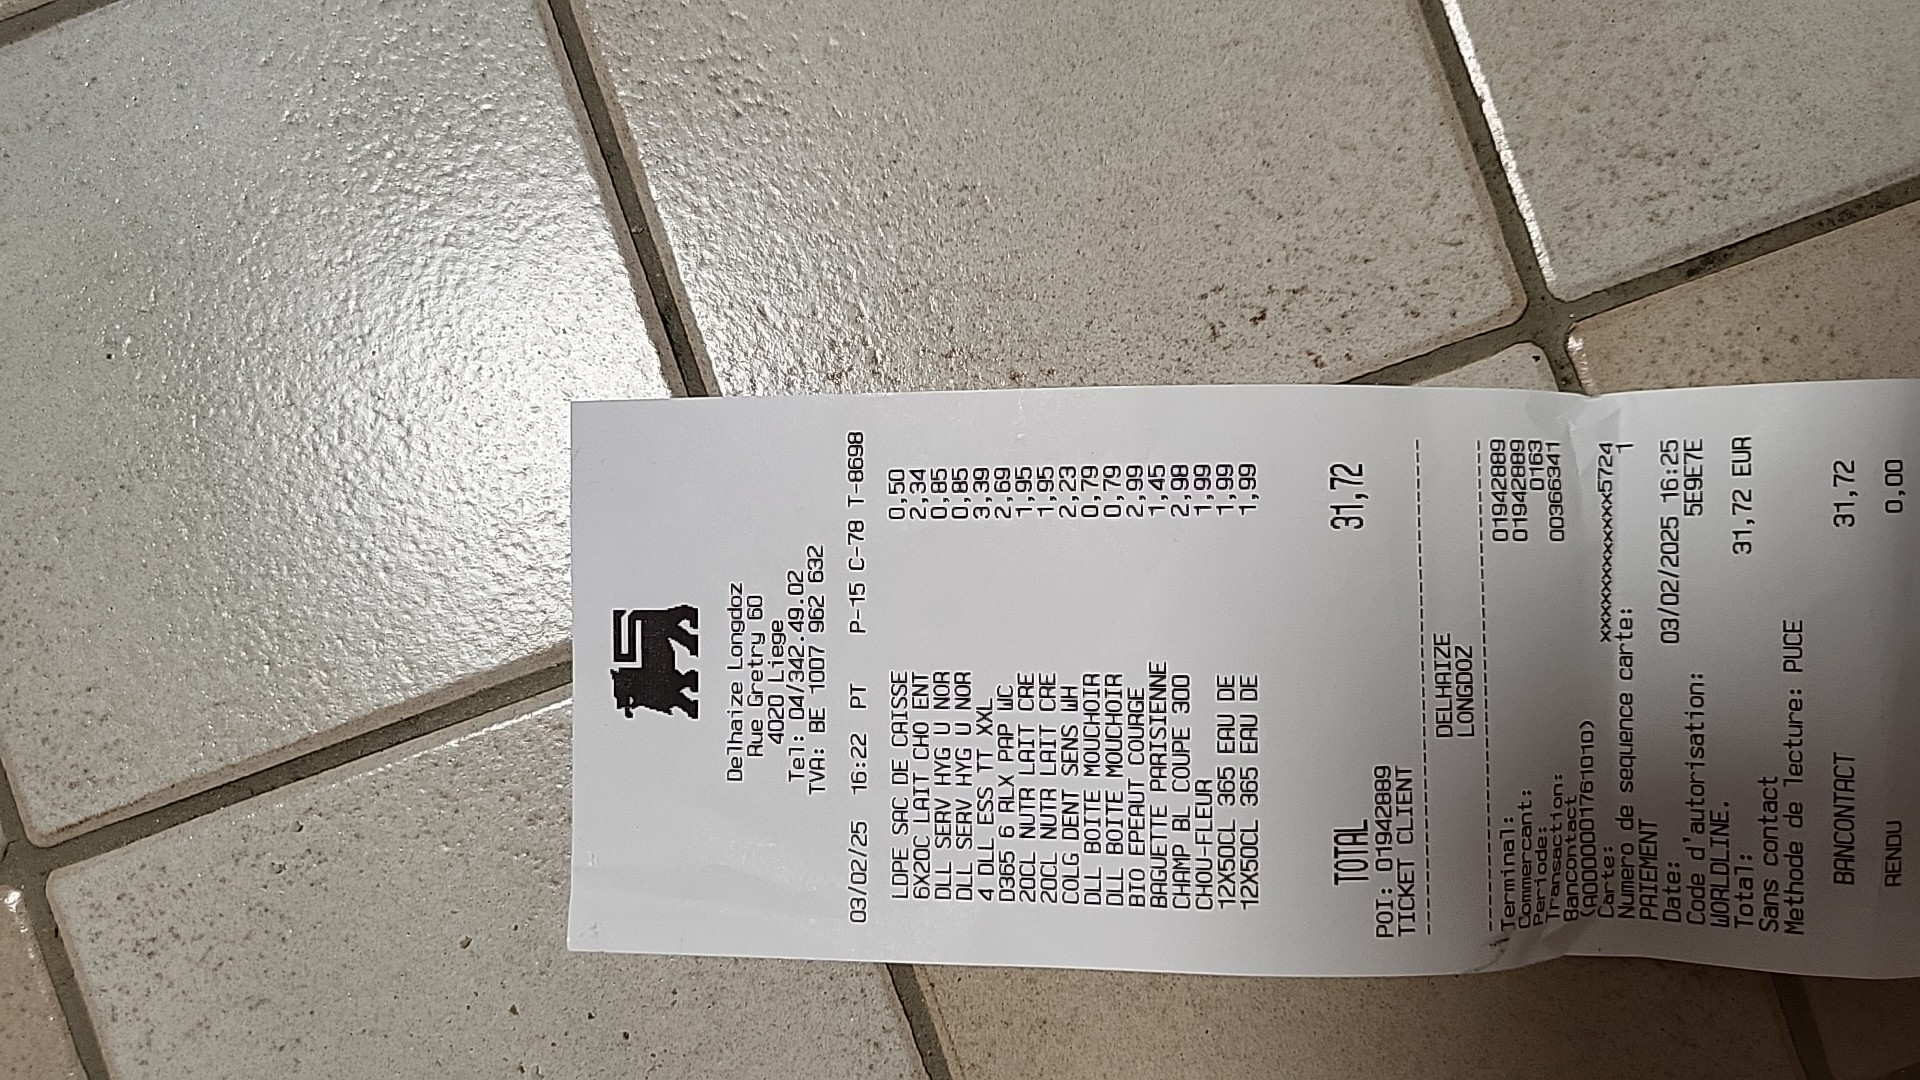 Delhaize Longdoz
Rue Gretry 60
4020 Liege
Tel: 04/342.49.02
TVA: BE 1007 962 632
03/02/25 16:22 PT P-15 C-78 T-8698
LDPE SAC DE CAISSE 0,50
6X20C LAIT CHO ENT 2,34
DLL SERV HYG U NOR 0,85
DLL SERV HYG U NOR 0,85
4 DLL ESS TT XXL 3,39
D365 6 RLX PAP WC 2,69
20CL NUTR LAIT CRE 1,95
20CL NUTR LAIT CRE 1,95
COLG DENT SENS WH 2,23
DLL BOITE MOUCHOIR 0,79
DLL BOITE MOUCHOIR 0,79
BIO EPEAUT COURGE 2,99
BAGUETTE PARISIENNE 1,45
CHAMP BL COUPE 300 2,98
CHOU-FLEUR 1,99
12X50CL 365 EAU DE 1,99
12X50CL 365 EAU DE 1,99
TOTAL 31,72
POI: 01942889
TICKET CLIENT
DELHAIZE
LONGDOZ
Terminal: 01942889
Commercant: 01942889
Periode: 0163
Transaction: 00366341
Bancontact
(A0000001761010)
Carte: xxxxxxxxxxxxxxx5724
Numero de sequence carte: 1
PAIEMENT
Date: 03/02/2025 16:25
Code d'autorisation: 5E9E7E
WORLDLINE.
Total: 31,72 EUR
Sans contact
Methode de lecture: PUCE
BANCONTACT 31,72
RENDU 0,00